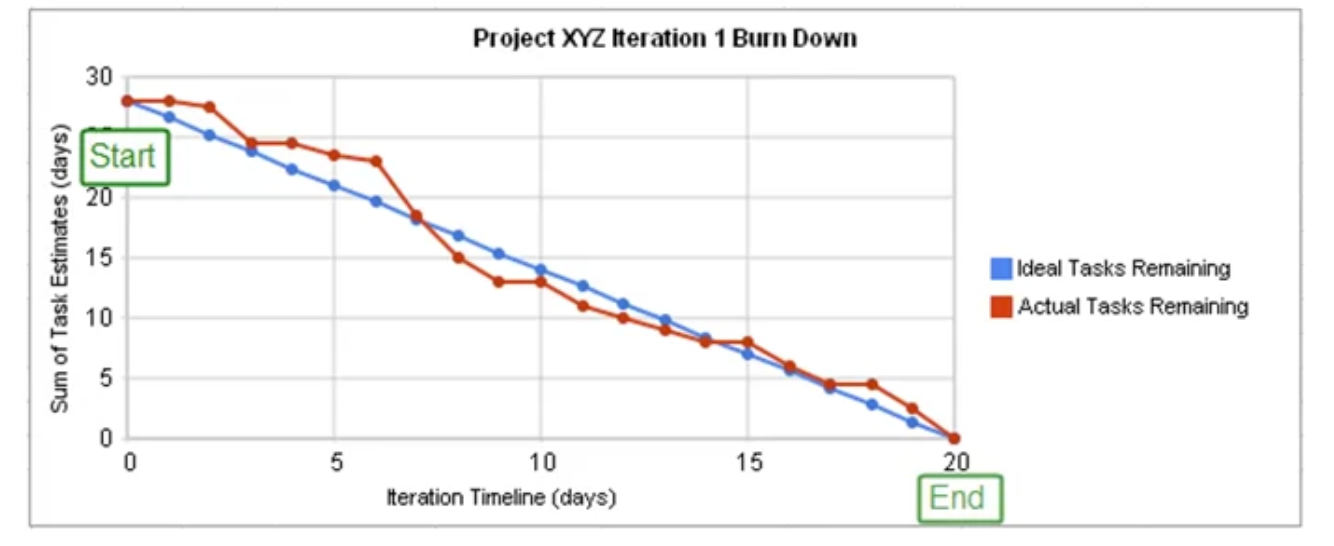 Project XYZ Iteration 1 Burn Down
30
Start
20
15
10
5
0
Sum of Task Estimates (days)
0 5 10 15 20
Iteration Timeline (days)
End
Ideal Tasks Remaining
Actual Tasks Remaining